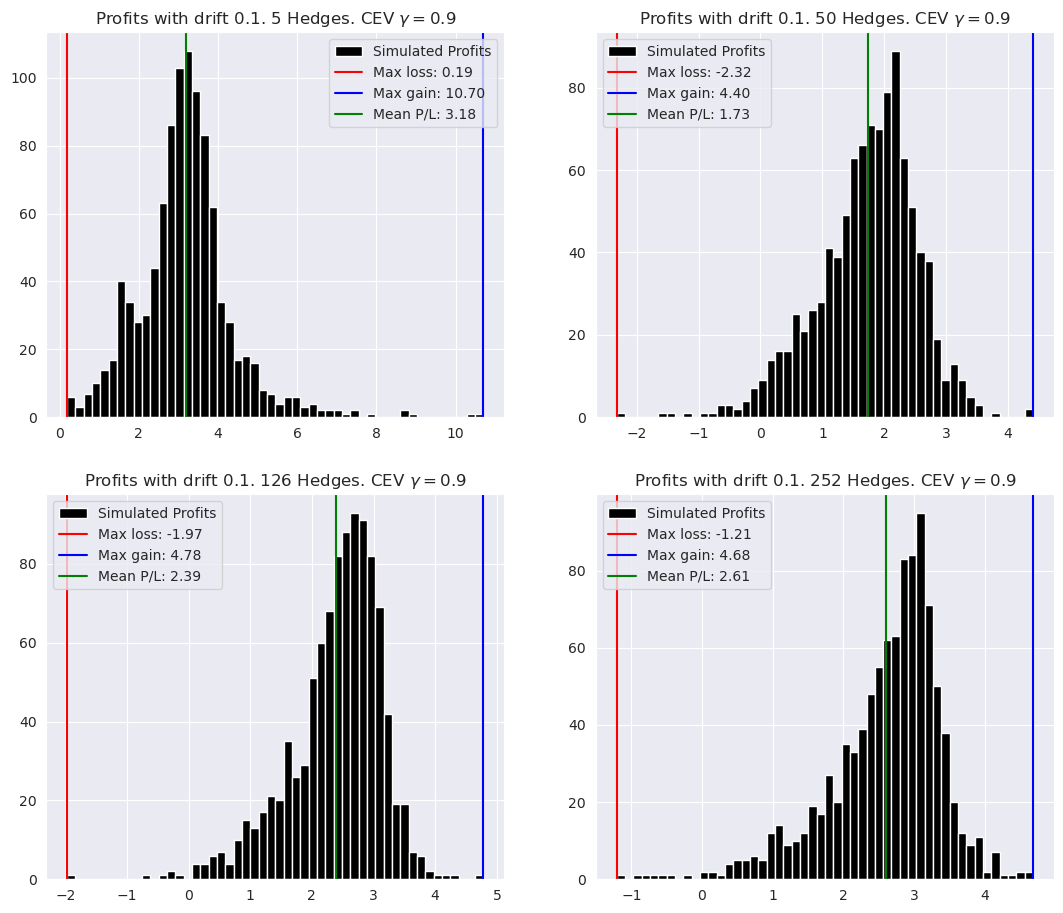 Profits with drift 0.1. 5 Hedges. CEV γ = 0.9
Simulated Profits
Max loss: 0.19
Max gain: 10.70
Mean P/L: 3.18
100
80
60
40
20
0
0 2 4 6 8 10
Profits with drift 0.1. 50 Hedges. CEV γ = 0.9
Simulated Profits
Max loss: -2.32
Max gain: 4.40
Mean P/L: 1.73
80
60
40
20
0
−2 −1 0 1 2 3 4
Profits with drift 0.1. 126 Hedges. CEV γ = 0.9
Simulated Profits
Max loss: -1.97
Max gain: 4.78
Mean P/L: 2.39
80
60
40
20
0
−2 −1 0 1 2 3 4 5
Profits with drift 0.1. 252 Hedges. CEV γ = 0.9
Simulated Profits
Max loss: -1.21
Max gain: 4.68
Mean P/L: 2.61
80
60
40
20
0
−1 0 1 2 3 4